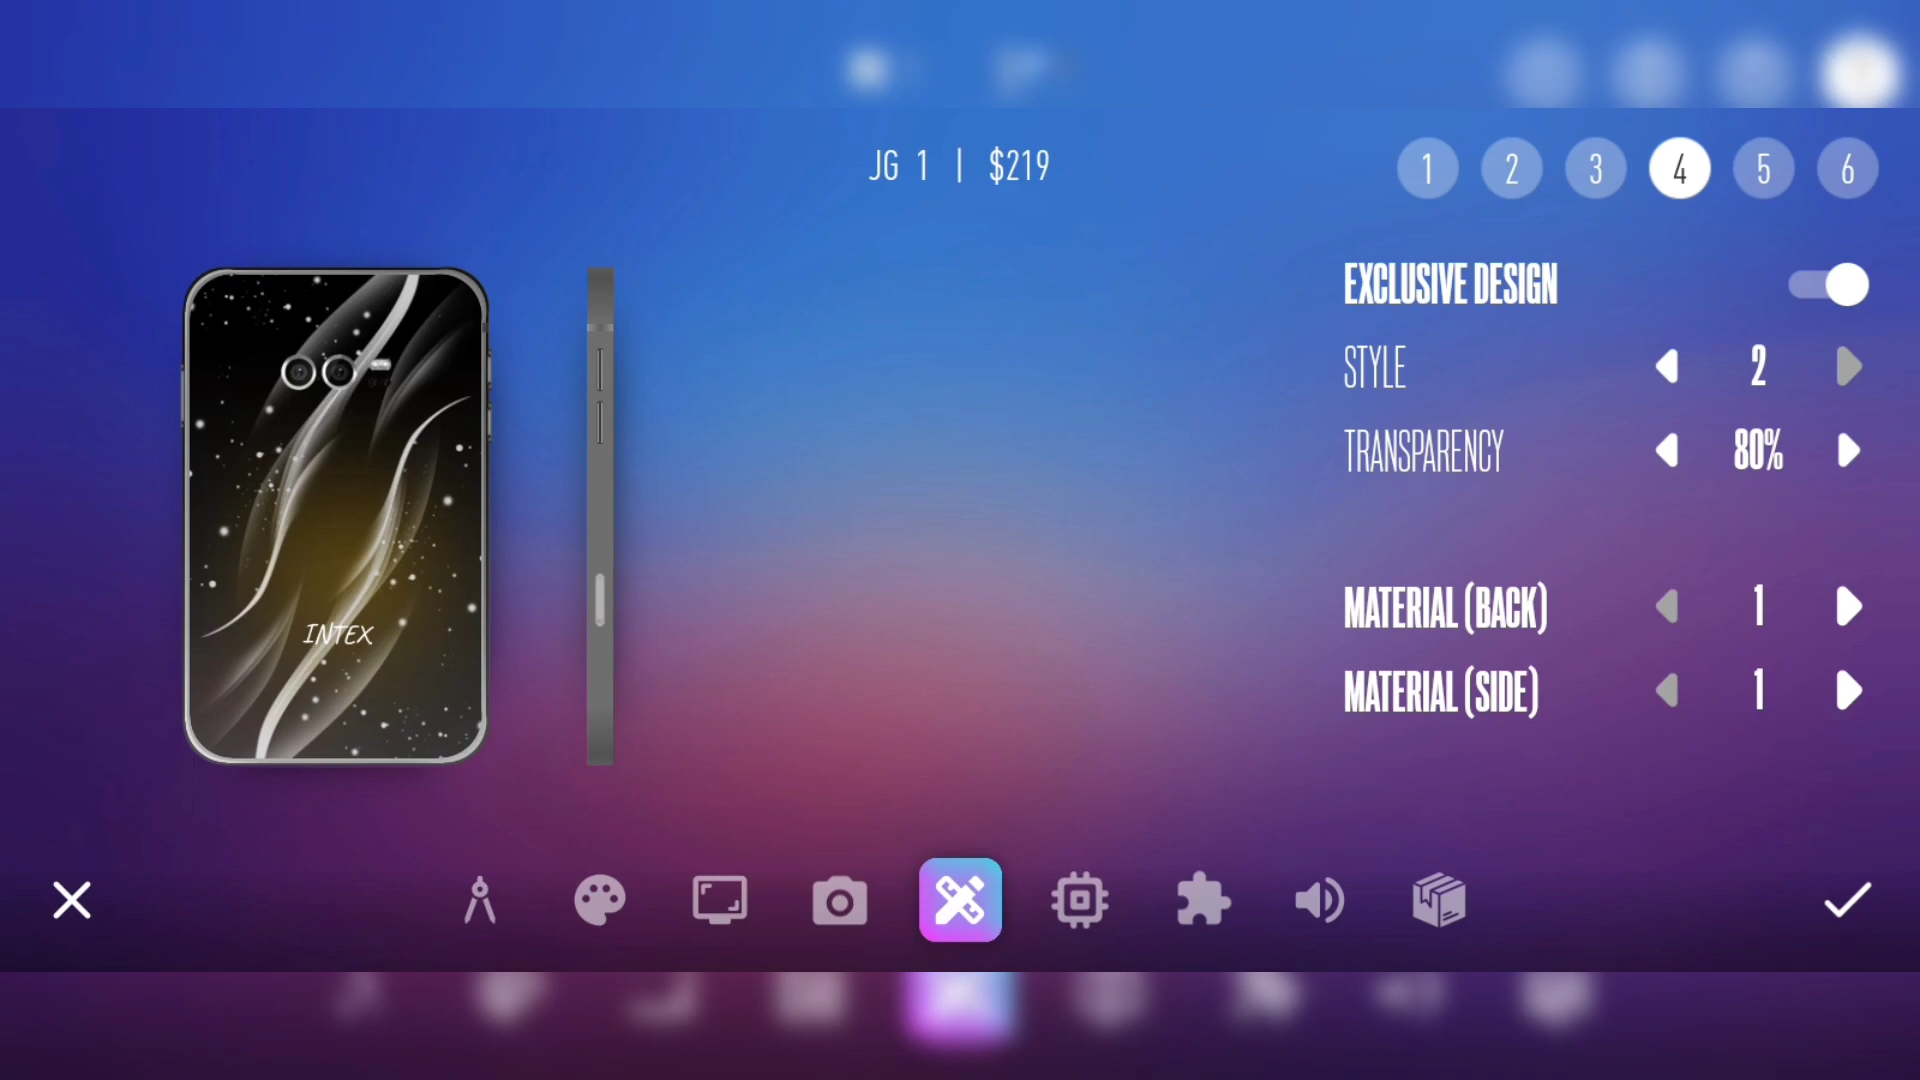 JG 1 | $219
1 2 3 4 5 6
EXCLUSIVE DESIGN
STYLE 2
TRANSPARENCY 80%
MATERIAL (BACK) 1
MATERIAL (SIDE) 1
INTEX